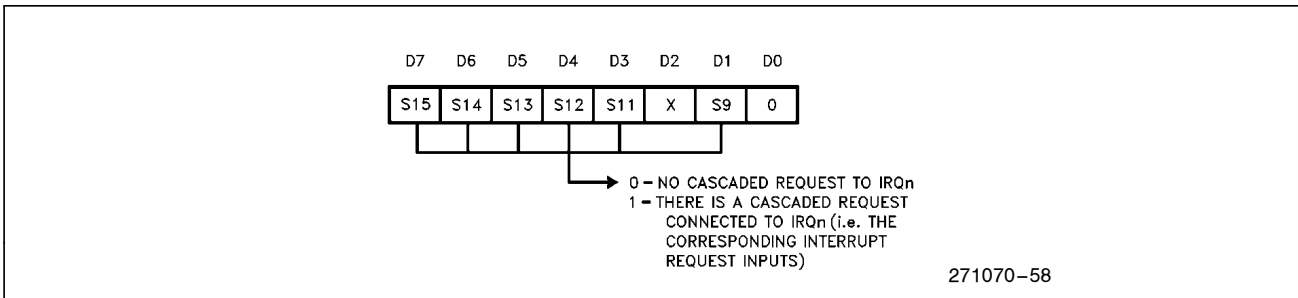 D7 D6 D5 D4 D3 D2 D1 D0
S15 S14 S13 S12 S11 X S9 0
0 – NO CASCADED REQUEST TO IRQn
1 – THERE IS A CASCADED REQUEST
CONNECTED TO IRQn (i.e. THE
CORRESPONDING INTERRUPT
REQUEST INPUTS)
271070–58